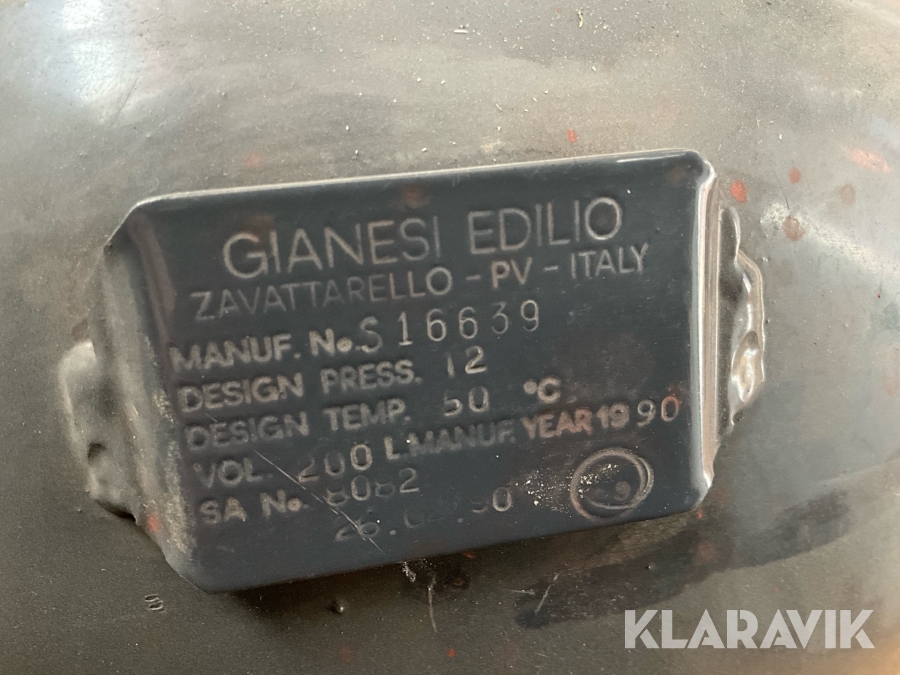 GIANESI EDILIO
ZAVATTARELLO - PV - ITALY
MANUF. No. S16639
DESIGN PRESS. 12
DESIGN TEMP. 50 °C
VOL. 200 L. MANUF. YEAR 1990
SA No. 8082
KLARAVIK